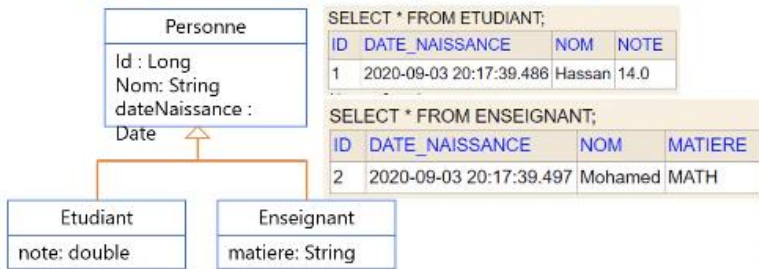 Personne
Id : Long
Nom: String
dateNaissance :
Date
Etudiant
note: double
Enseignant
matiere: String
SELECT * FROM ETUDIANT;
ID DATE_NAISSANCE NOM NOTE
1 2020-09-03 20:17:39.486 Hassan 14.0
SELECT * FROM ENSEIGNANT;
ID DATE_NAISSANCE NOM MATIERE
2 2020-09-03 20:17:39.497 Mohamed MATH